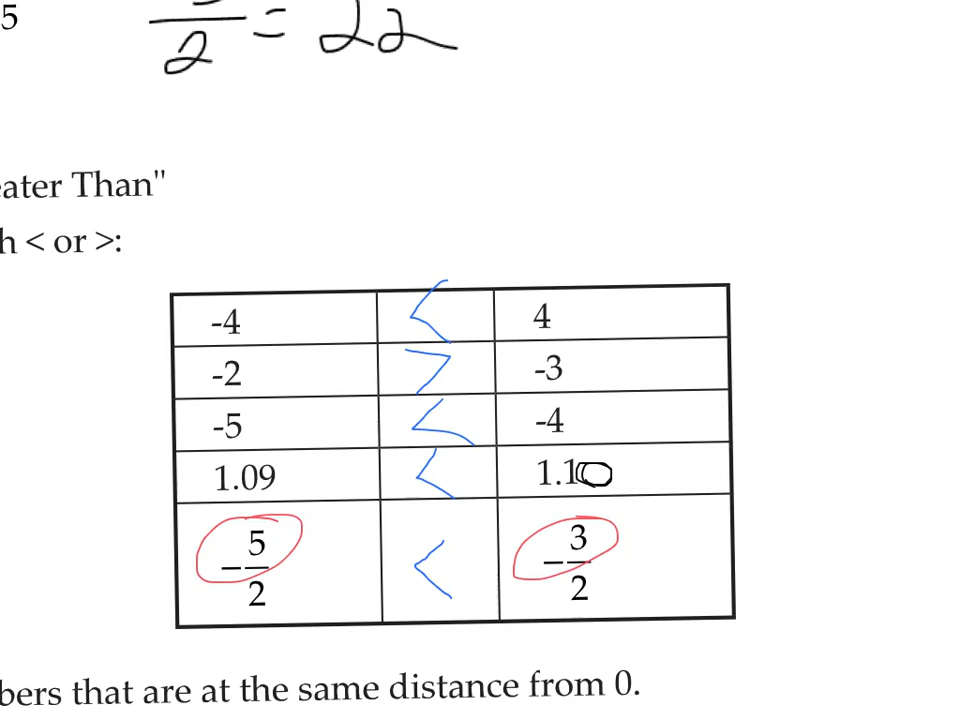 5
2 = 22
eater Than"
h < or >:
-4 < 4
-2 > -3
-5 < -4
1.09 < 1.10
-5/2 < -3/2
bers that are at the same distance from 0.